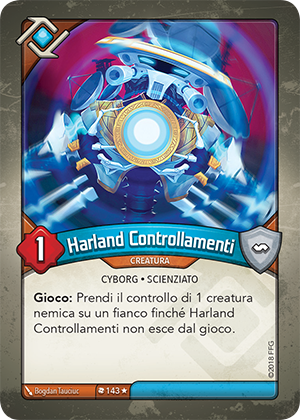 Harland Controllamenti
1
CREATURA
CYBORG • SCIENZIATO
Gioco: Prendi il controllo di 1 creatura
nemica su un fianco finché Harland
Controllamenti non esce dal gioco.
©2018 FFG
Bogdan Tauciuc
143★